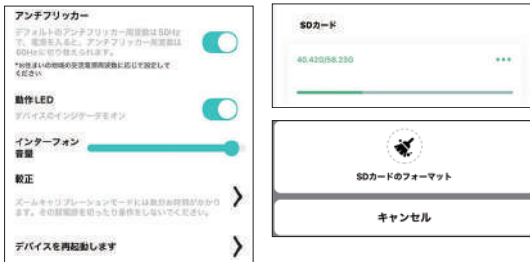 アンチフリッカー
デフォルトのアンチフリッカー周波数は50Hz
で、電源を入ると、アンチフリッカー周波数は
60Hzに切り替えられます。
*お住まいの地域の交流電源周波数に応じて設定して
ください
動作LED
デバイスのインジケータをオン
インターフォン
音量
較正
ズームキャリブレーションモードには数分お時間がかかり
ます。その間電源を切ったり操作をしないでください。
デバイスを再起動します
SDカード
40.42G/58.23G
SDカードのフォーマット
キャンセル